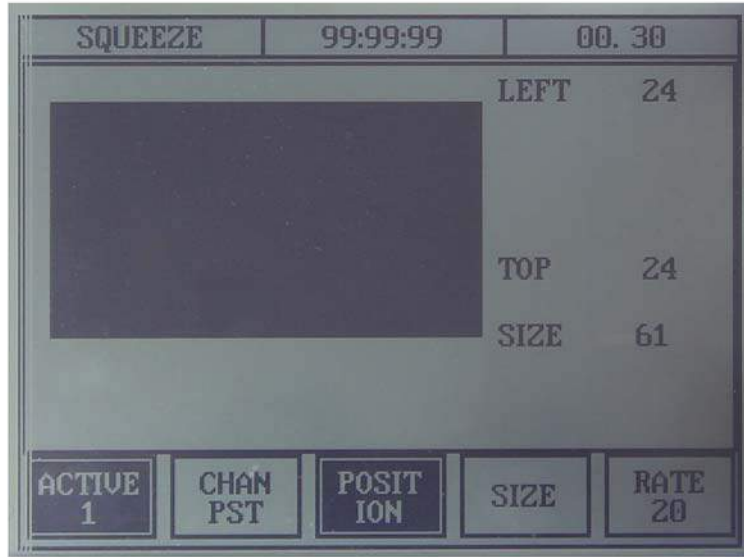 SQUEEZE 99:99:99 00.30
LEFT 24
TOP 24
SIZE 61
ACTIVE 1
CHAN PST
POSIT ION
SIZE
RATE 20